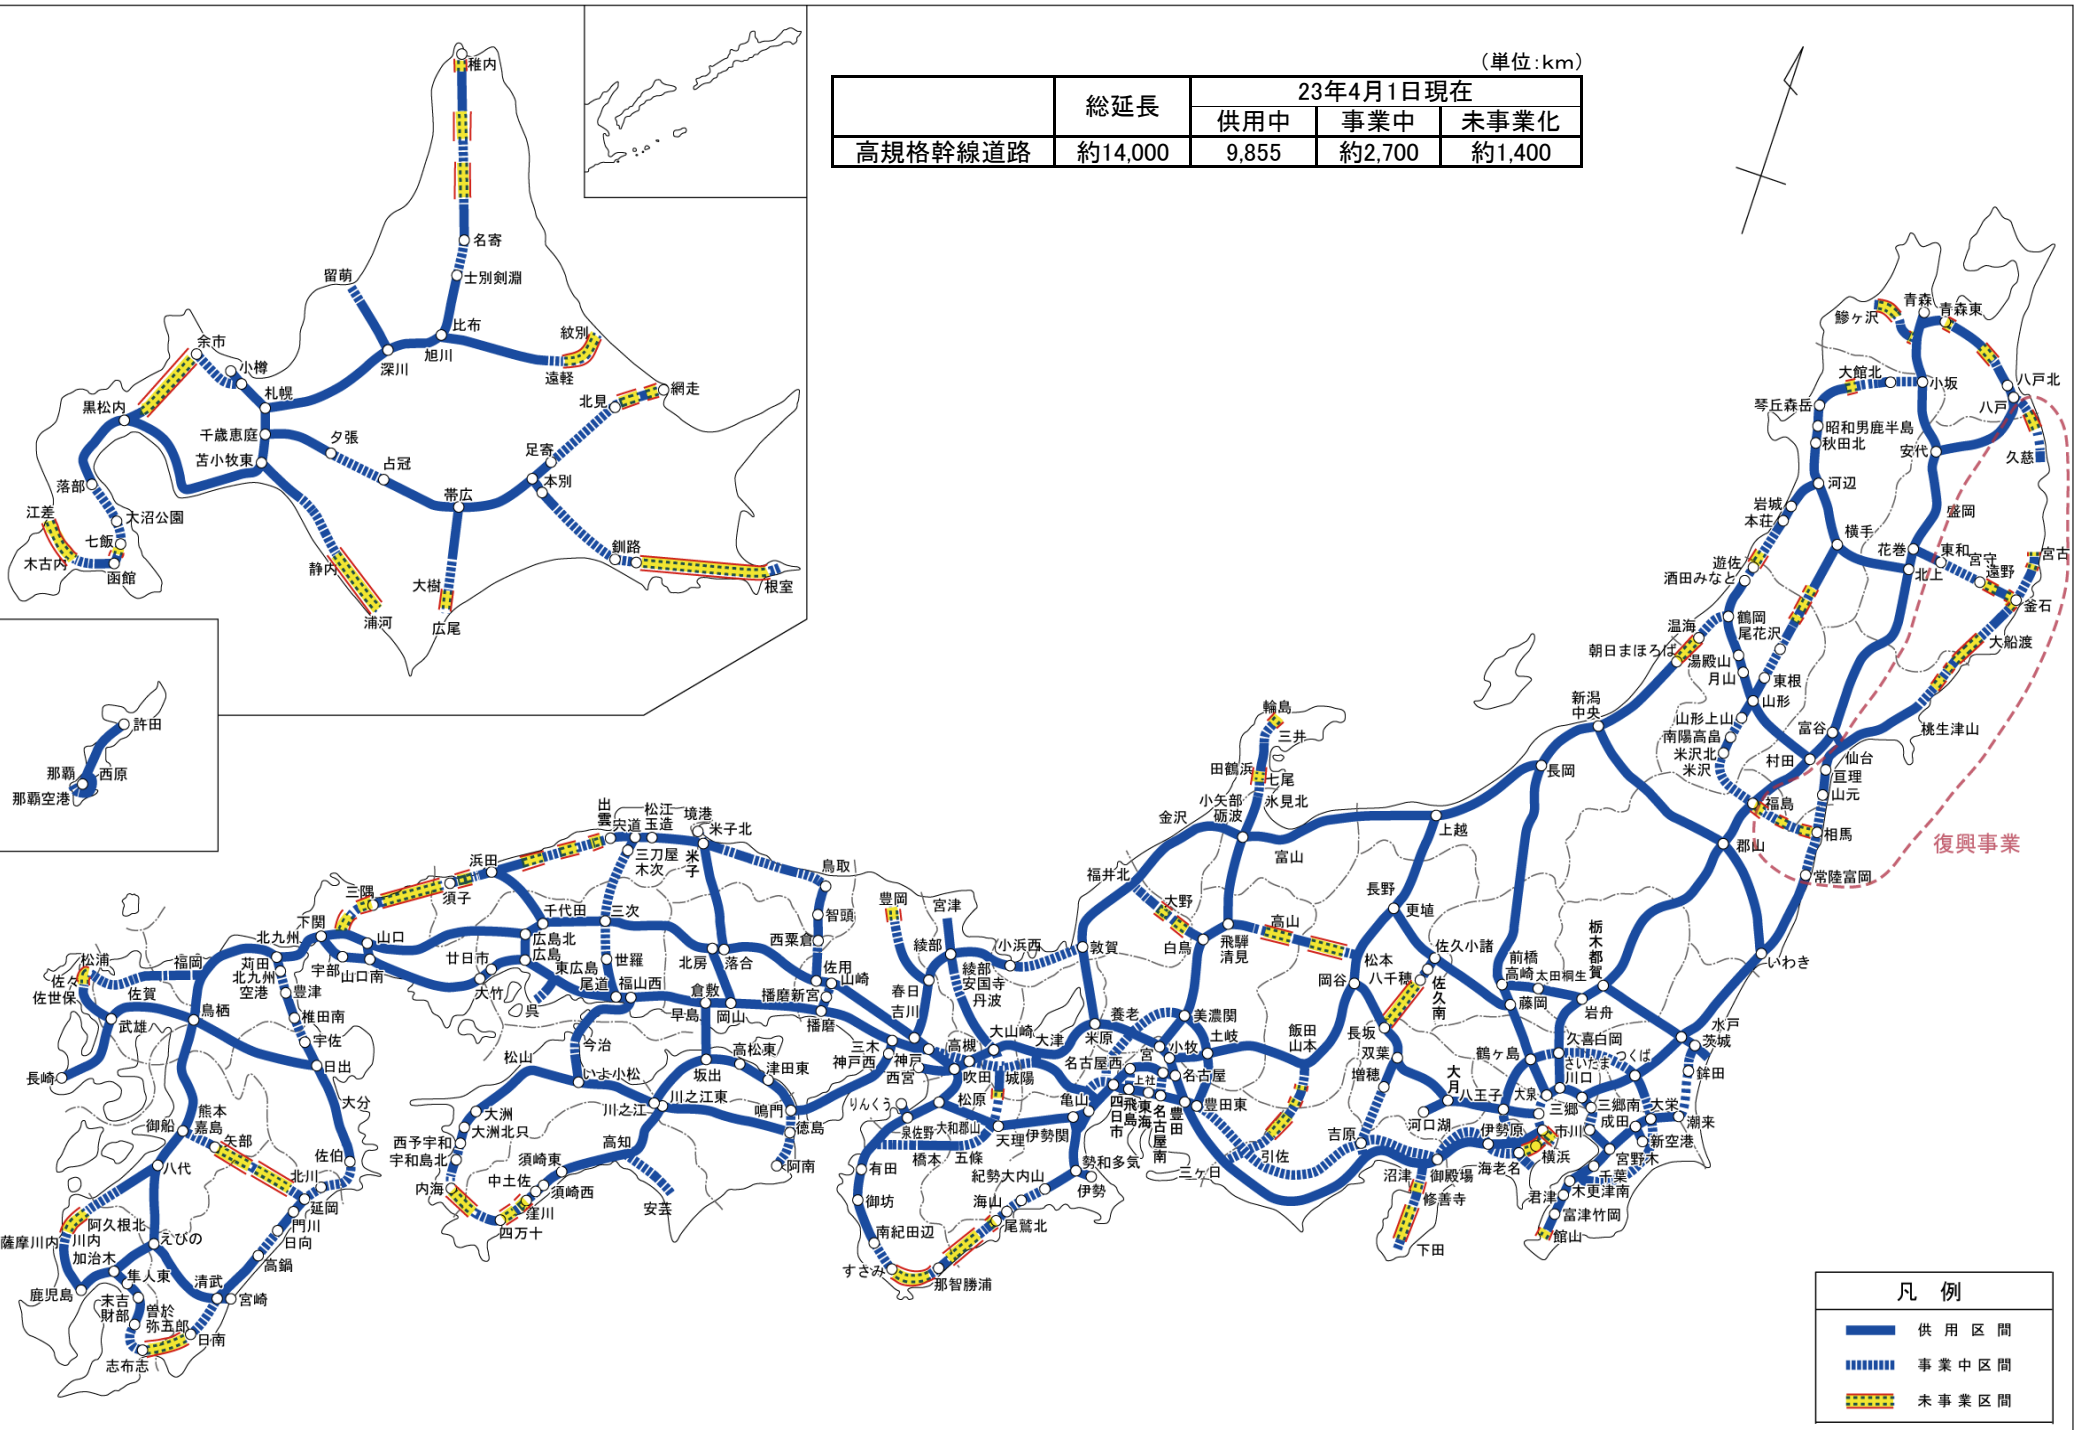 (単位:km)
総延長
23年4月1日現在
供用中 事業中 未事業化
高規格幹線道路 約14,000 9,855 約2,700 約1,400
稚内
名寄
士別剣淵
留萌
比布
旭川
深川
紋別
遠軽
余市
小樽
札幌
北見
網走
黒松内
千歳恵庭
夕張
苫小牧東
占冠
足寄
本別
帯広
落部
大沼公園
江差
七飯
木古内
函館
静内
浦河
大樹
広尾
釧路
根室
許田
那覇
西原
那覇空港
青森
青森東
鰺ヶ沢
大館北
小坂
八戸北
八戸
琴丘森岳
昭和男鹿半島
秋田北
安代
久慈
河辺
岩城
本荘
盛岡
横手
花巻
東和
宮守
遠野
宮古
北上
釜石
遊佐
酒田みなと
鶴岡
尾花沢
大船渡
温海
朝日まほろば
湯殿山
月山
東根
山形
新潟
中央
山形上山
南陽高畠
米沢北
米沢
富谷
桃生津山
村田
仙台
亘理
山元
福島
相馬
郡山
復興事業
常陸富岡
いわき
長岡
上越
輪島
三井
田鶴浜
七尾
小矢部
砺波
氷見北
金沢
富山
福井北
大野
白鳥
飛騨
清見
高山
長野
更埴
松本
岡谷
八千穂
佐久小諸
佐久南
前橋
高崎
太田桐生
栃木都賀
藤岡
岩舟
水戸
茨城
鉾田
久喜白岡
さいたま
つくば
川口
鶴ヶ島
長坂
双葉
増穂
大月
八王子
大泉
三郷
三郷南
大栄
成田
潮来
新空港
河口湖
伊勢原
市川
吉原
沼津
御殿場
海老名
横浜
宮野木
千葉
木更津南
君津
富津竹岡
館山
修善寺
下田
敦賀
小浜西
米原
養老
美濃関
土岐
飯田
山本
小牧
一宮
名古屋西
上社
名古屋
四日市
飛島
東海
名古屋南
豊田
豊田東
三ヶ日
引佐
亀山
伊勢関
勢和多気
伊勢
紀勢大内山
海山
尾鷲北
那智勝浦
すさみ
南紀田辺
御坊
有田
橋本
五條
泉佐野
大和郡山
りんくう
松原
天理
城陽
大津
大山崎
高槻
吹田
西宮
神戸
神戸西
三木
豊岡
宮津
綾部
綾部
安国寺
丹波
春日
吉川
鳥取
智頭
西粟倉
佐用
山崎
播磨新宮
播磨
出雲
宍道
松江
玉造
境港
米子北
米子
三刀屋
木次
浜田
須子
三隅
千代田
三次
広島北
広島
東広島
世羅
尾道
福山西
北房
落合
倉敷
早島
岡山
廿日市
大竹
呉
下関
山口
宇部
山口南
北九州
苅田
北九州
空港
豊津
椎田南
宇佐
日出
大分
佐伯
松浦
福岡
佐々
佐世保
佐賀
武雄
鳥栖
長崎
熊本
嘉島
御船
矢部
北川
延岡
門川
日向
高鍋
八代
阿久根北
薩摩川内
川内
えびの
加治木
隼人東
鹿児島
清武
宮崎
末吉
財部
曽於
弥五郎
日南
志布志
松山
今治
いよ小松
川之江
川之江東
坂出
高松東
津田東
鳴門
徳島
阿南
大洲
大洲北只
西予宇和
宇和島北
内海
高知
須崎東
中土佐
須崎西
窪川
四万十
安芸
凡 例
供用区間
事業中区間
未事業区間